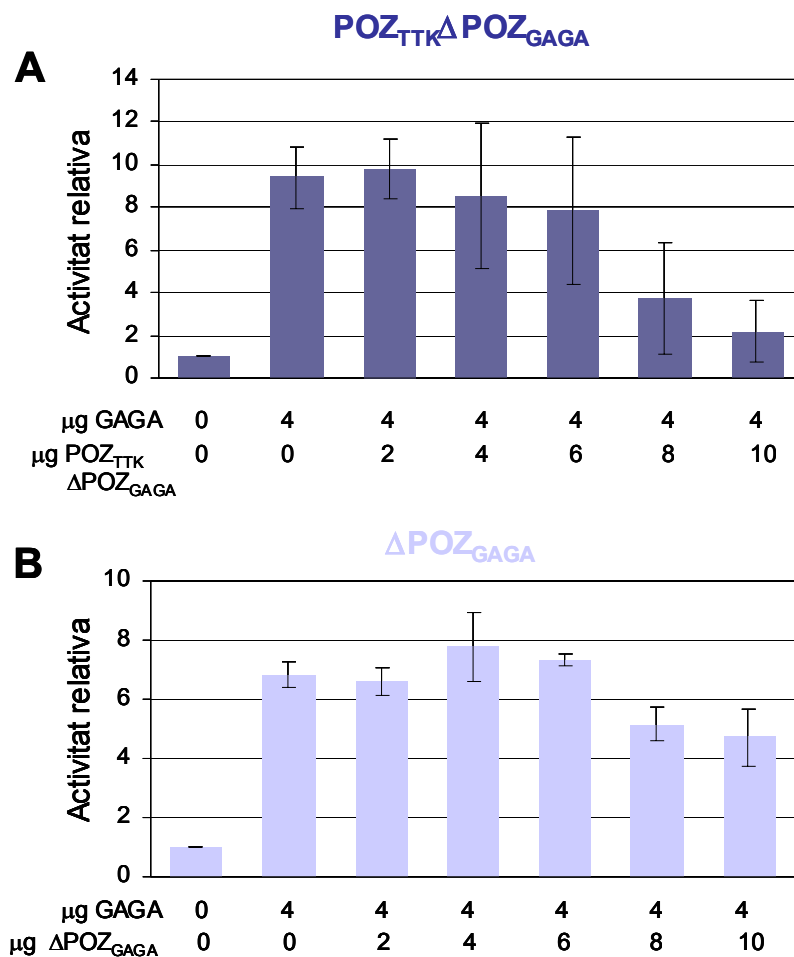 POZTTKΔPOZGAGA
A
14
12
10
8
6
4
2
0
Activitat relativa
μg GAGA 0 4 4 4 4 4 4
μg POZTTK 0 0 2 4 6 8 10
ΔPOZGAGA
ΔPOZGAGA
B
10
8
6
4
2
0
Activitat relativa
μg GAGA 0 4 4 4 4 4 4
μg ΔPOZGAGA 0 0 2 4 6 8 10